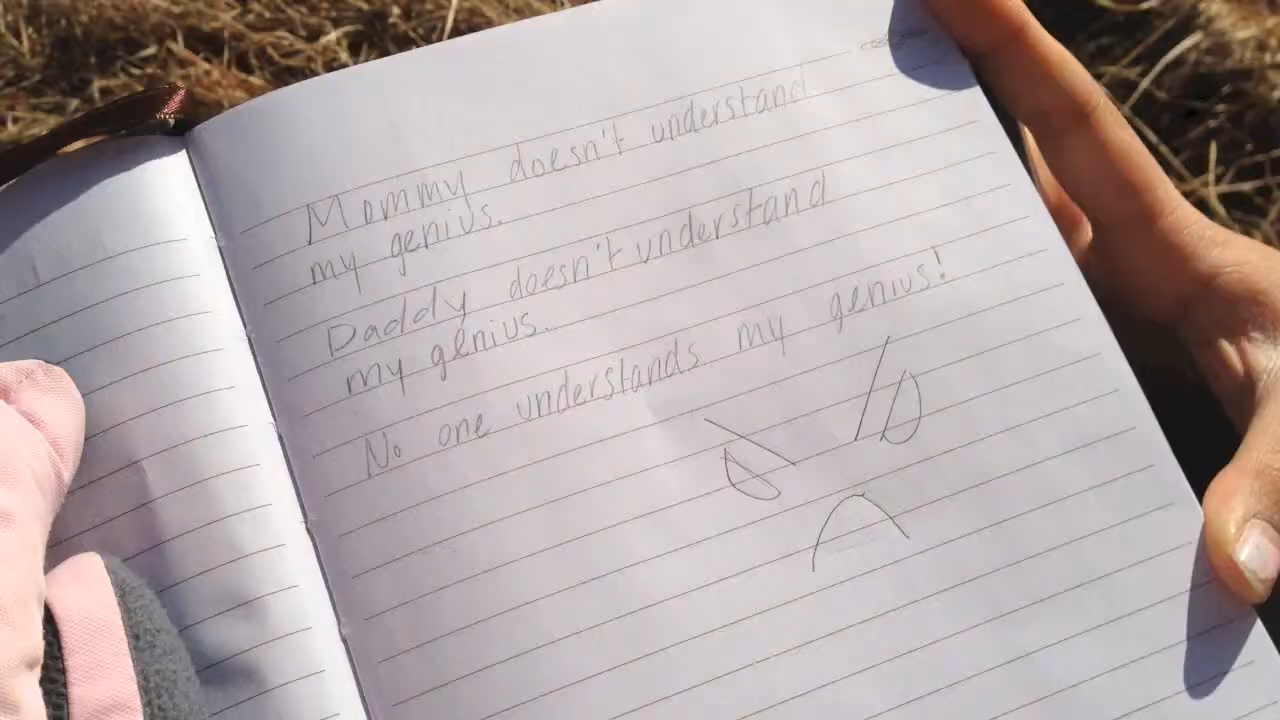 Mommy doesn't understand
my genius.
Daddy doesn't understand
my genius.
No one understands my genius!